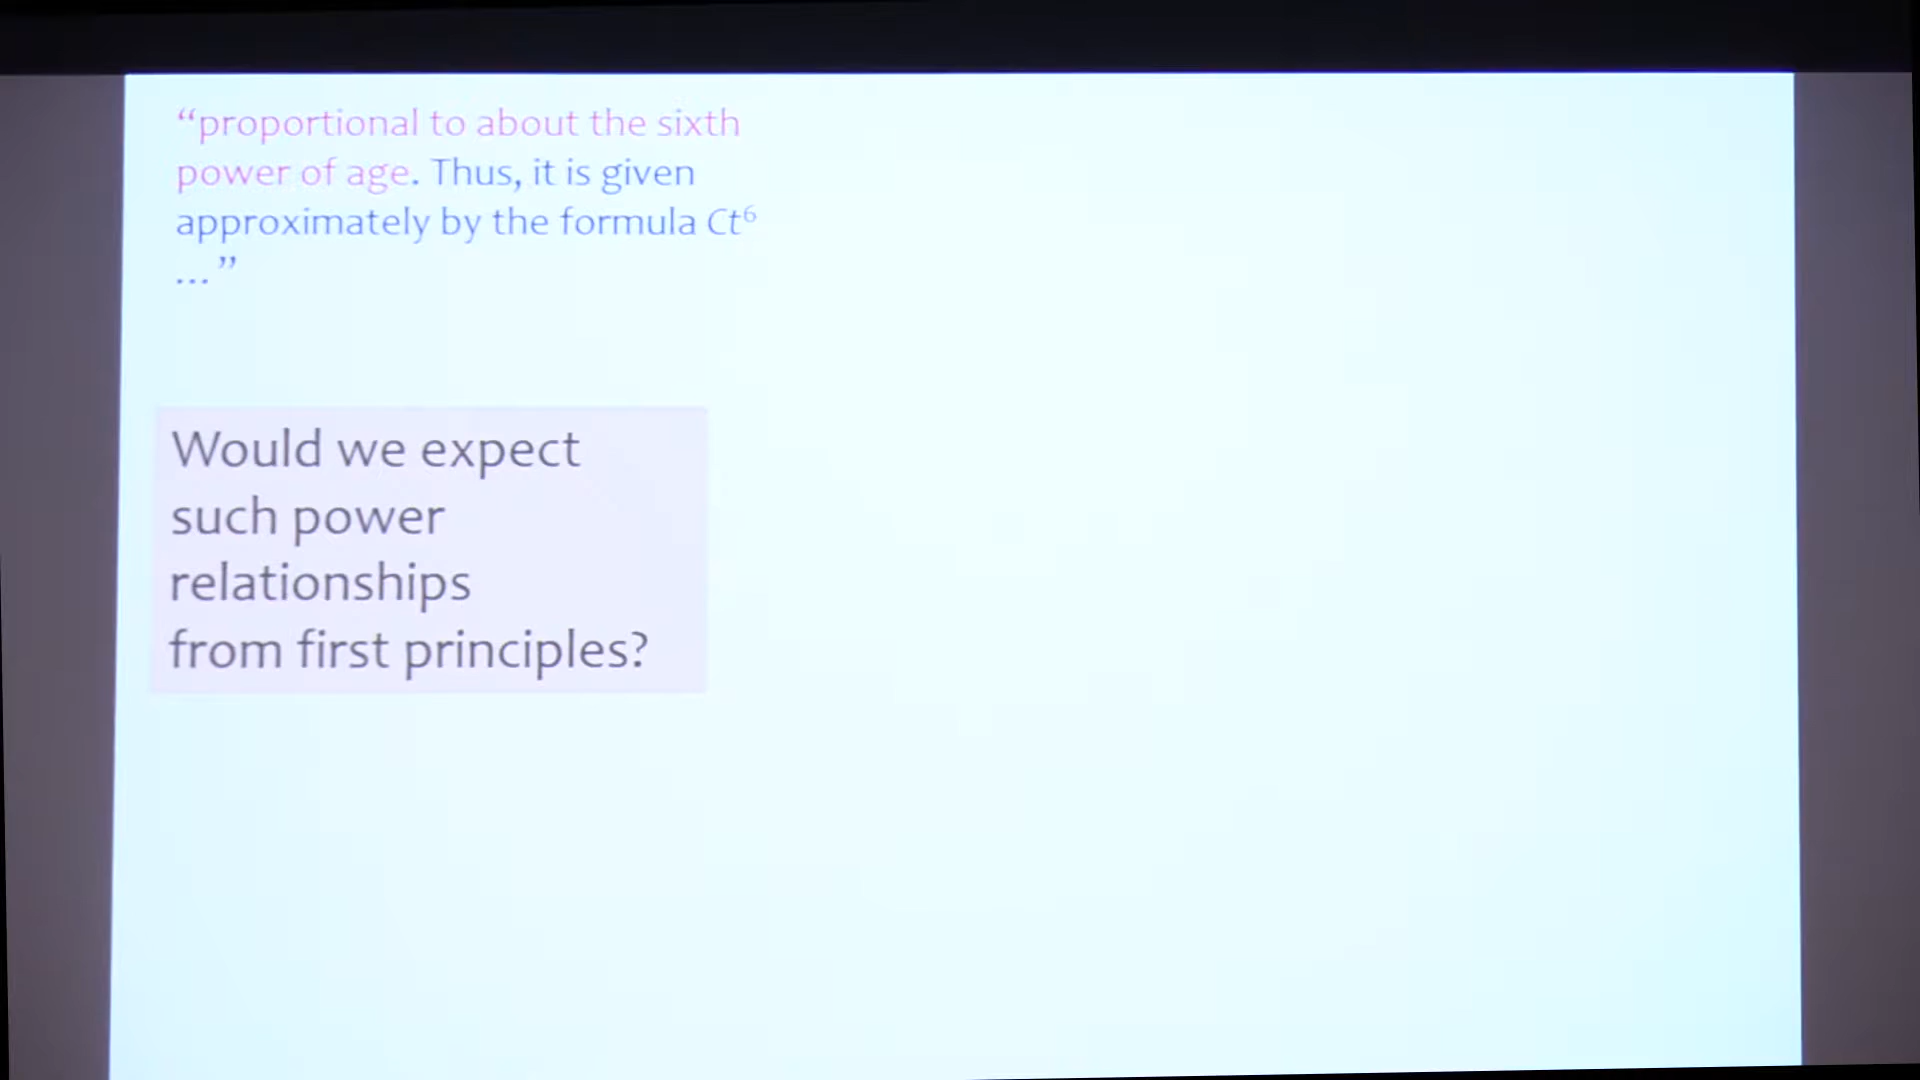 “proportional to about the sixth
power of age. Thus, it is given
approximately by the formula Ct⁶
...”
Would we expect
such power
relationships
from first principles?